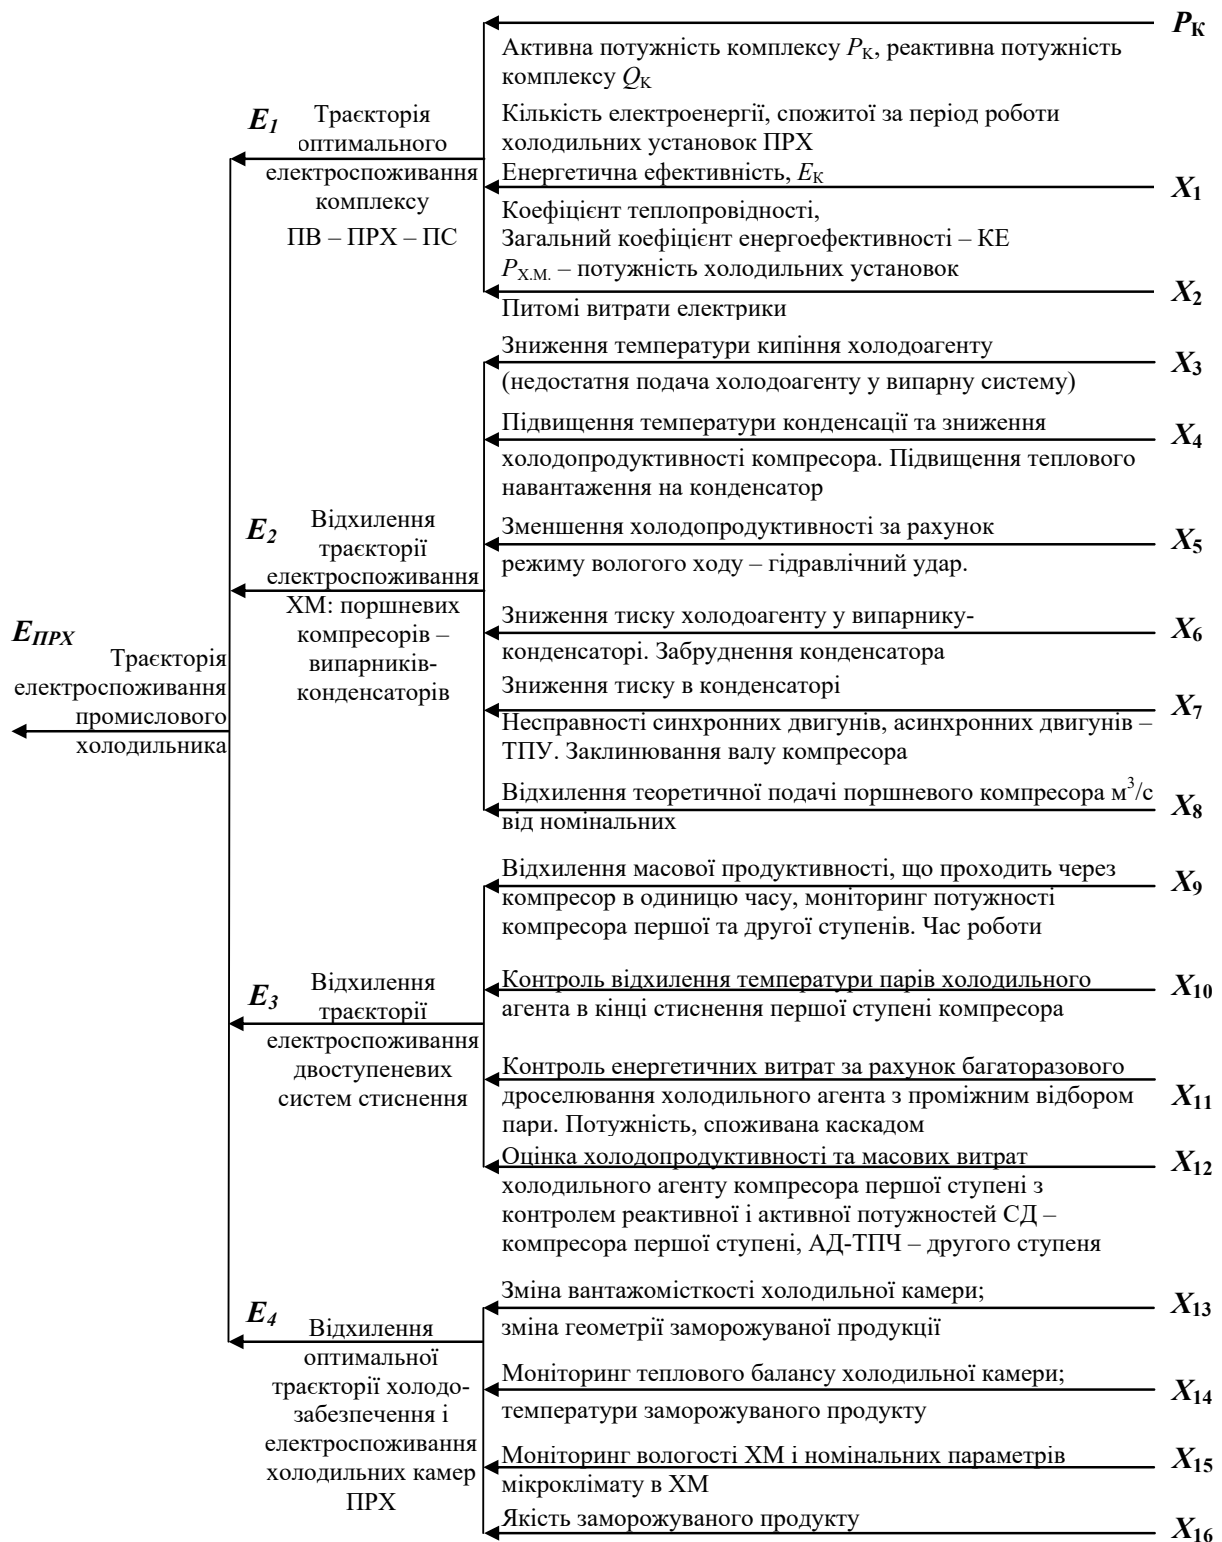 P_К
Активна потужність комплексу P_К, реактивна потужність
комплексу Q_К
E_1
Траєкторія
оптимального
електроспоживання
комплексу
ПВ – ПРХ – ПС
Кількість електроенергії, спожитої за період роботи
холодильних установок ПРХ
Енергетична ефективність, E_К
X_1
Коефіцієнт теплопровідності,
Загальний коефіцієнт енергоефективності – КЕ
P_Х.М. – потужність холодильних установок
X_2
Питомі витрати електрики
Зниження температури кипіння холодоагенту
X_3
(недостатня подача холодоагенту у випарну систему)
Підвищення температури конденсації та зниження
X_4
холодопродуктивності компресора. Підвищення теплового
навантаження на конденсатор
E_2
Відхилення
траєкторії
електроспоживання
ХМ: поршневих
компресорів –
випарників-
конденсаторів
Зменшення холодопродуктивності за рахунок
X_5
режиму вологого ходу – гідравлічний удар.
Зниження тиску холодоагенту у випарнику-
X_6
конденсаторі. Забруднення конденсатора
Зниження тиску в конденсаторі
X_7
Несправності синхронних двигунів, асинхронних двигунів –
ТПУ. Заклинювання валу компресора
E_ПРХ
Траєкторія
електроспоживання
промислового
холодильника
Відхилення теоретичної подачі поршневого компресора м³/с
X_8
від номінальних
Відхилення масової продуктивності, що проходить через
X_9
компресор в одиницю часу, моніторинг потужності
компресора першої та другої ступенів. Час роботи
E_3
Відхилення
траєкторії
електроспоживання
двоступеневих
систем стиснення
Контроль відхилення температури парів холодильного
X_10
агента в кінці стиснення першої ступені компресора
Контроль енергетичних витрат за рахунок багаторазового
X_11
дроселювання холодильного агента з проміжним відбором
пари. Потужність, споживана каскадом
Оцінка холодопродуктивності та масових витрат
X_12
холодильного агенту компресора першої ступені з
контролем реактивної і активної потужностей СД –
компресора першої ступені, АД-ТПЧ – другого ступеня
Зміна вантажомісткості холодильної камери;
X_13
зміна геометрії заморожуваної продукції
E_4
Відхилення
оптимальної
траєкторії холодо-
забезпечення і
електроспоживання
холодильних камер
ПРХ
Моніторинг теплового балансу холодильної камери;
X_14
температури заморожуваного продукту
Моніторинг вологості ХМ і номінальних параметрів
X_15
мікроклімату в ХМ
Якість заморожуваного продукту
X_16